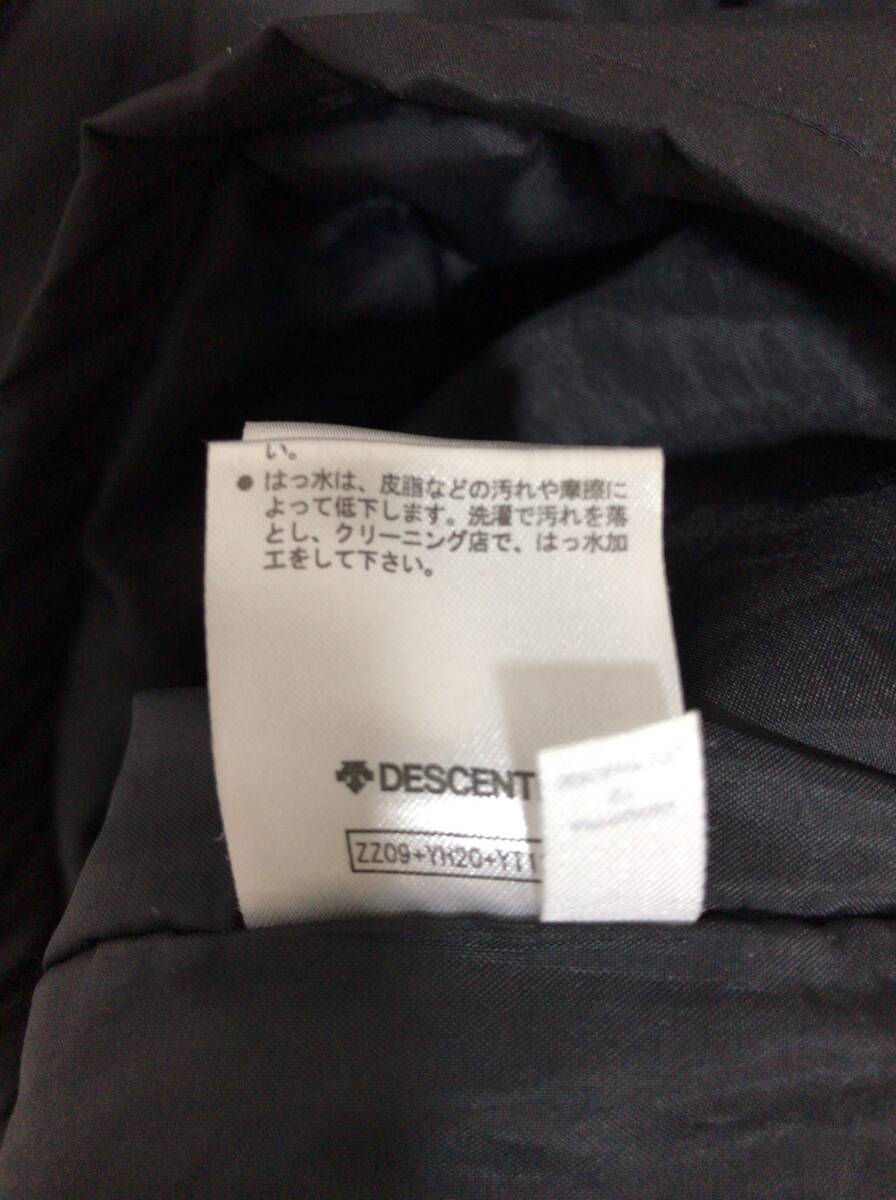 い。
● はっ水は、皮脂などの汚れや摩擦に
よって低下します。洗濯で汚れを落
とし、クリーニング店で、はっ水加
工をして下さい。
DESCENT
ZZ09+YH20+YT1